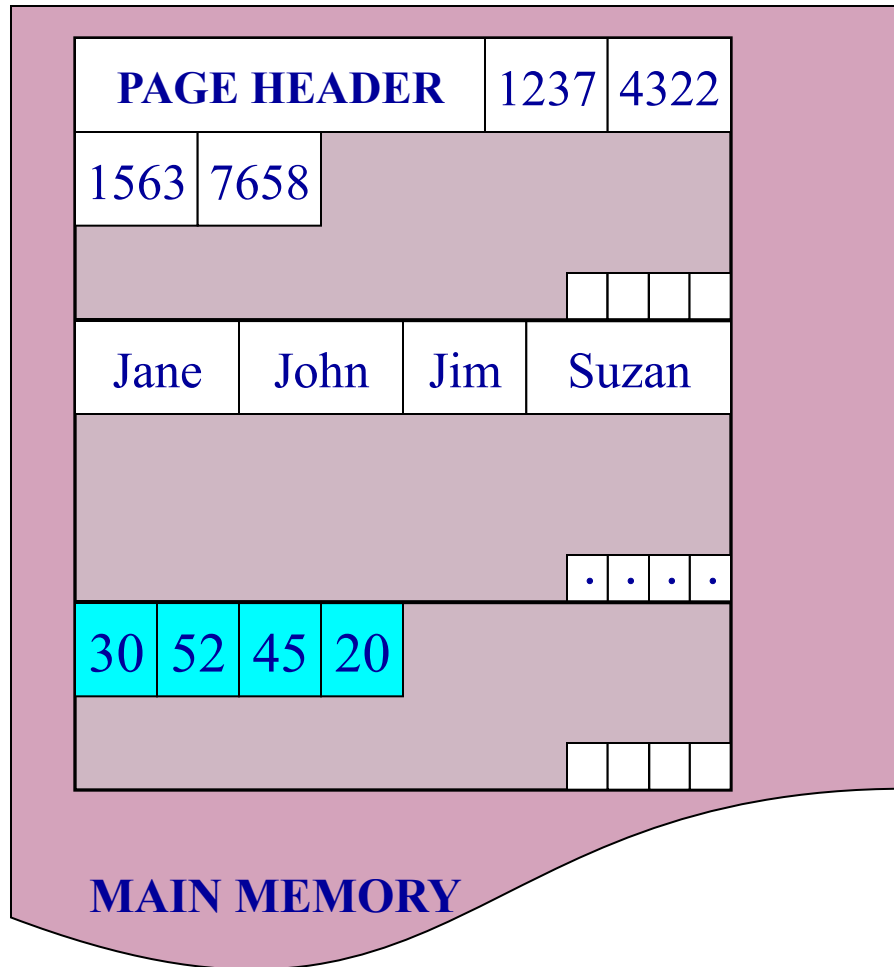 PAGE HEADER 1237 4322
1563 7658
Jane John Jim Suzan
. . . .
30 52 45 20
MAIN MEMORY